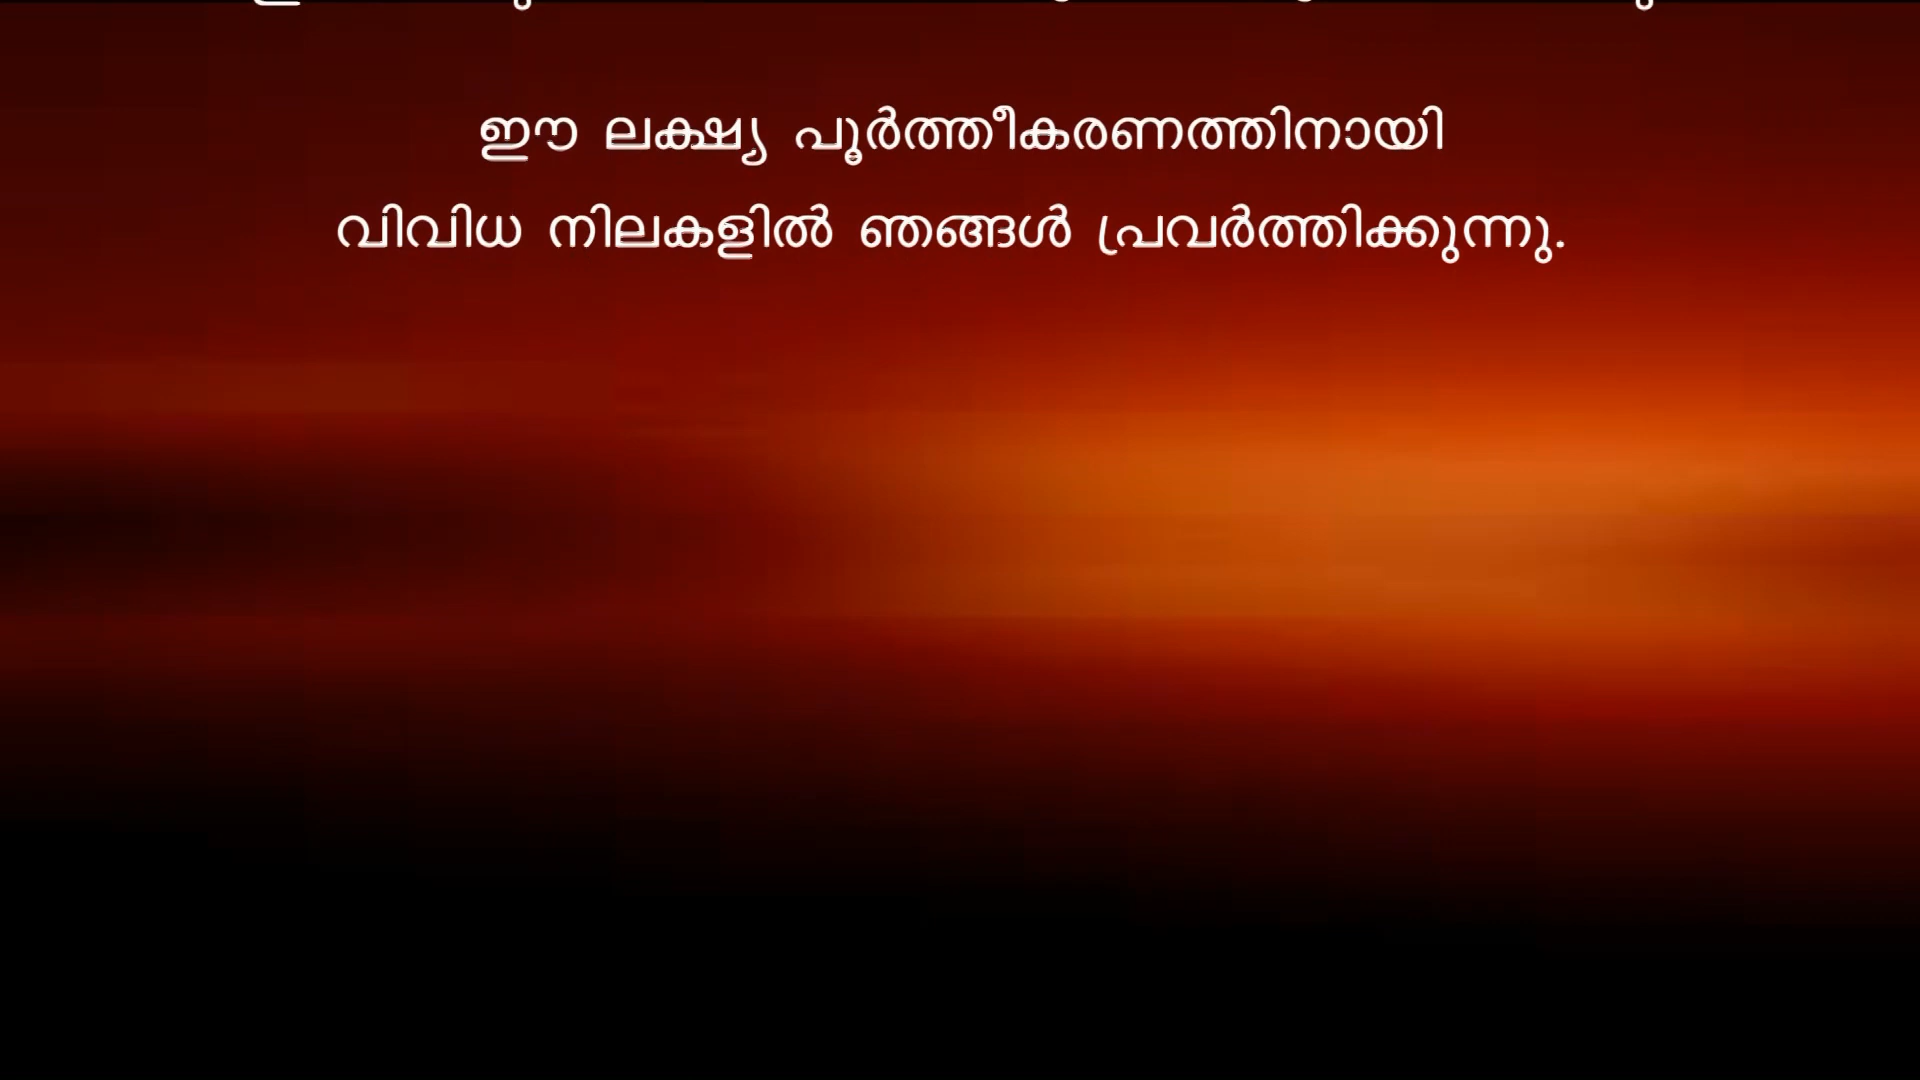 ഈ ലക്ഷ്യ പൂർത്തീകരണത്തിനായി
വിവിധ നിലകളിൽ ഞങ്ങൾ പ്രവർത്തിക്കുന്നു.